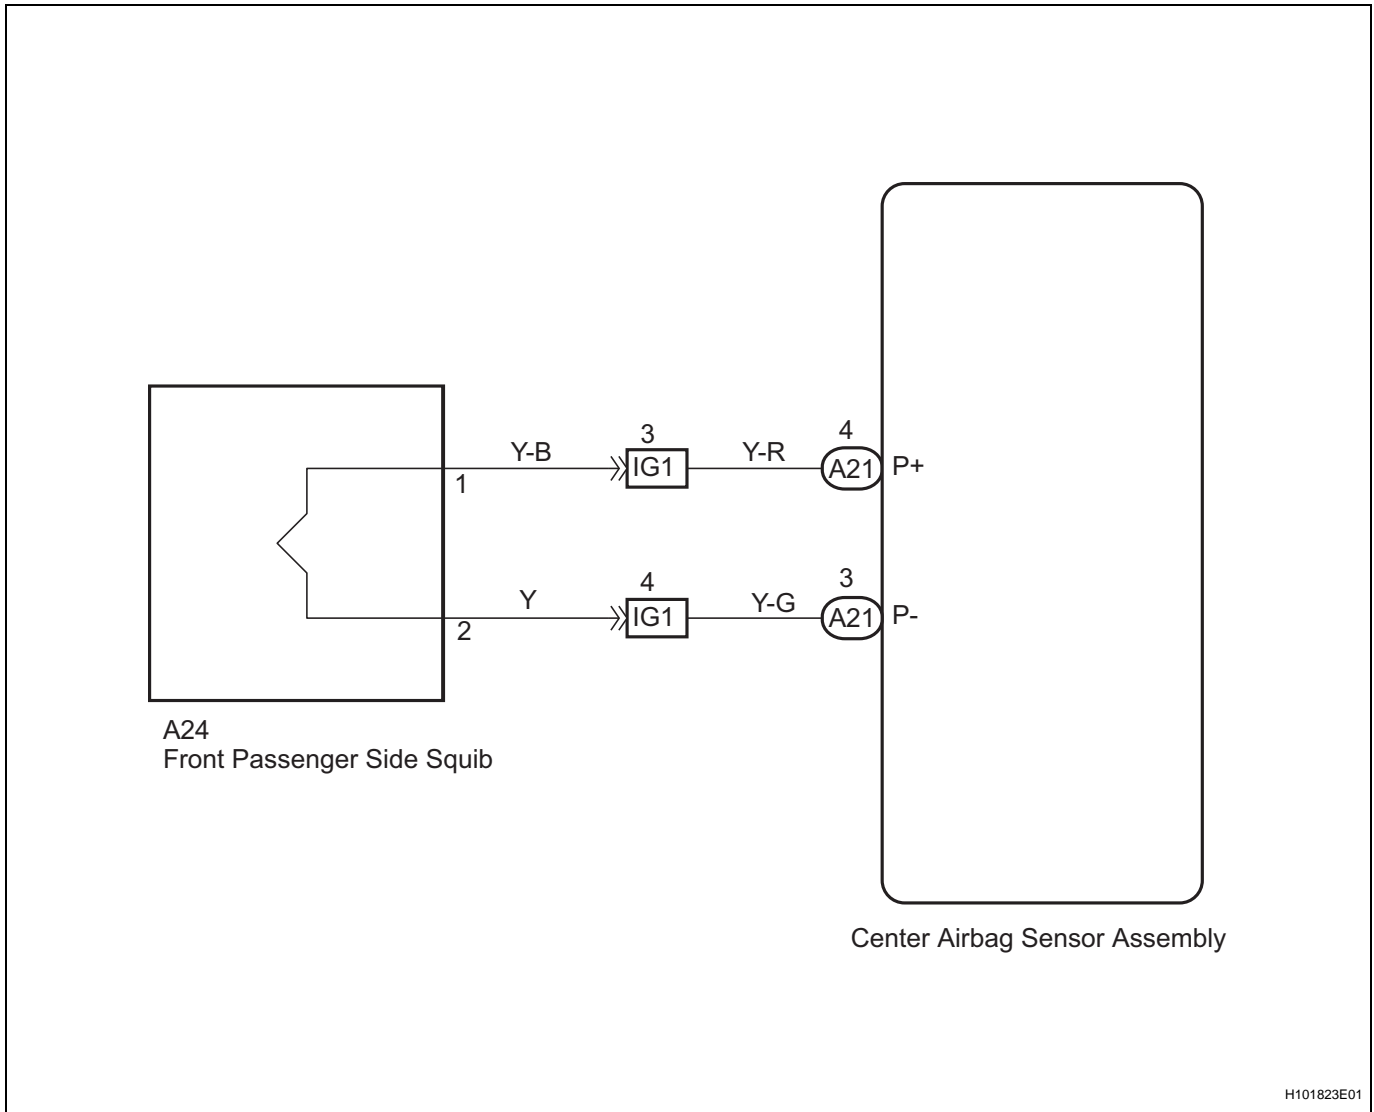 3
Y-B
IG1
Y-R
4
A21
P+
1
4
Y
IG1
Y-G
3
A21
P-
2
A24
Front Passenger Side Squib
Center Airbag Sensor Assembly
H101823E01